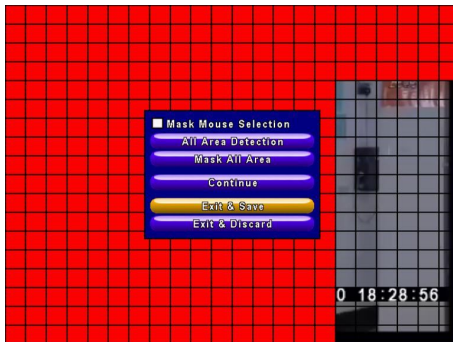 Mask Mouse Selection
All Area Detection
Mask All Area
Continue
Exit & Save
Exit & Discard
0 18:28:56